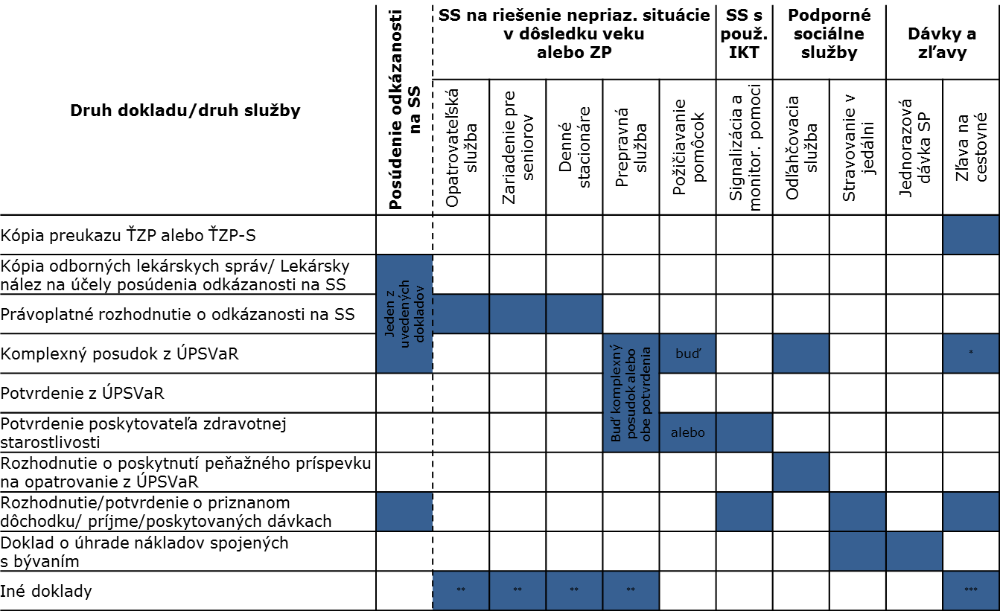 SS na riešenie nepriaz. situácie
v dôsledku veku
alebo ZP
SS s
použ.
IKT
Podporné
sociálne
služby
Dávky a
zľavy
Druh dokladu/druh služby
Posúdenie odkázanosti
na SS
Opatrovateľská
služba
Zariadenie pre
seniorov
Denné
stacionáre
Prepravná
služba
Požičiavanie
pomôcok
Signalizácia a
monitor. pomoci
Odľahčovacia
služba
Stravovanie v
jedálni
Jednorazová
dávka SP
Zľava na
cestovné
Kópia preukazu ŤZP alebo ŤZP-S
Kópia odborných lekárskych správ/ Lekársky
nález na účely posúdenia odkázanosti na SS
Jeden z
uvedených
dokladov
Právoplatné rozhodnutie o odkázanosti na SS
Komplexný posudok z ÚPSVaR
Buď komplexný
posudok alebo
obe potvrdenia
buď
*
Potvrdenie z ÚPSVaR
Potvrdenie poskytovateľa zdravotnej
starostlivosti
alebo
Rozhodnutie o poskytnutí peňažného príspevku
na opatrovanie z ÚPSVaR
Rozhodnutie/potvrdenie o priznanom
dôchodku/ príjme/poskytovaných dávkach
Doklad o úhrade nákladov spojených
s bývaním
Iné doklady
**
**
**
**
***